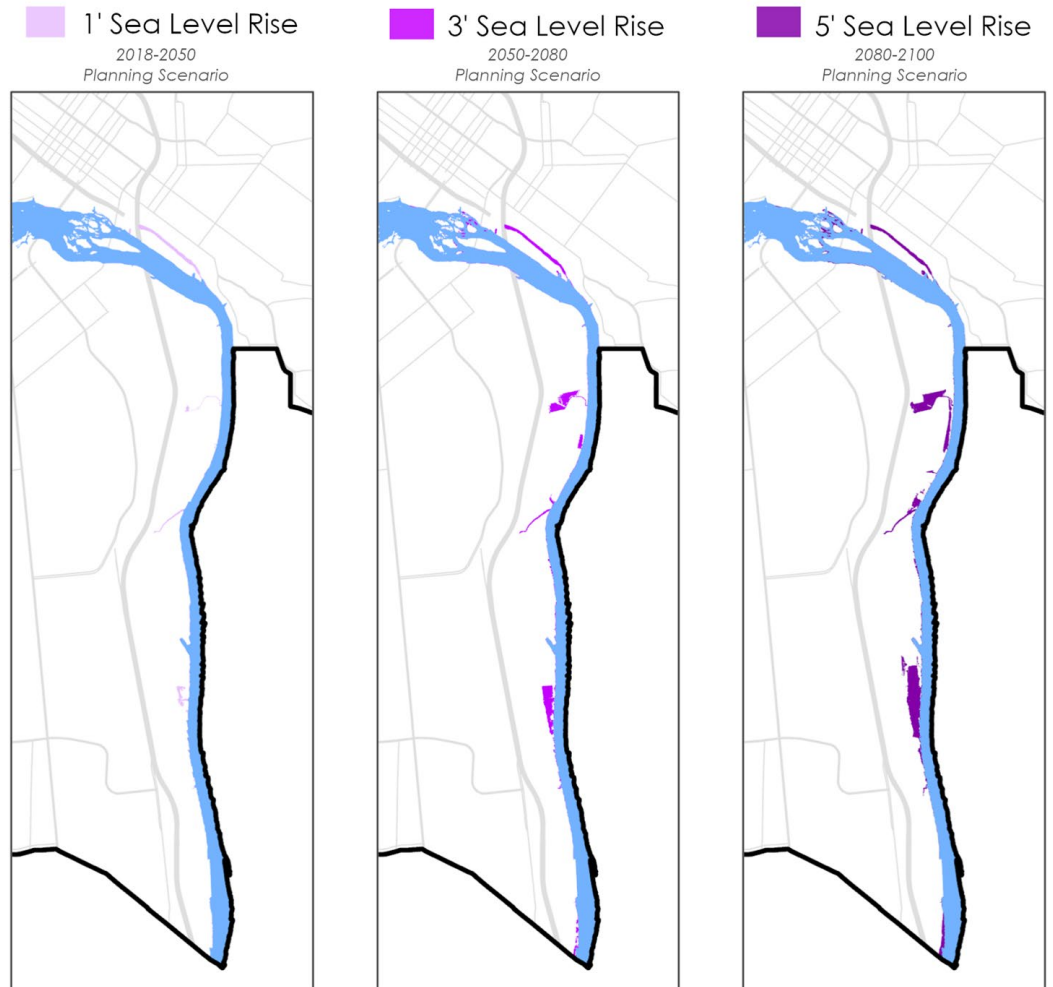 1' Sea Level Rise
2018-2050
Planning Scenario
3' Sea Level Rise
2050-2080
Planning Scenario
5' Sea Level Rise
2080-2100
Planning Scenario